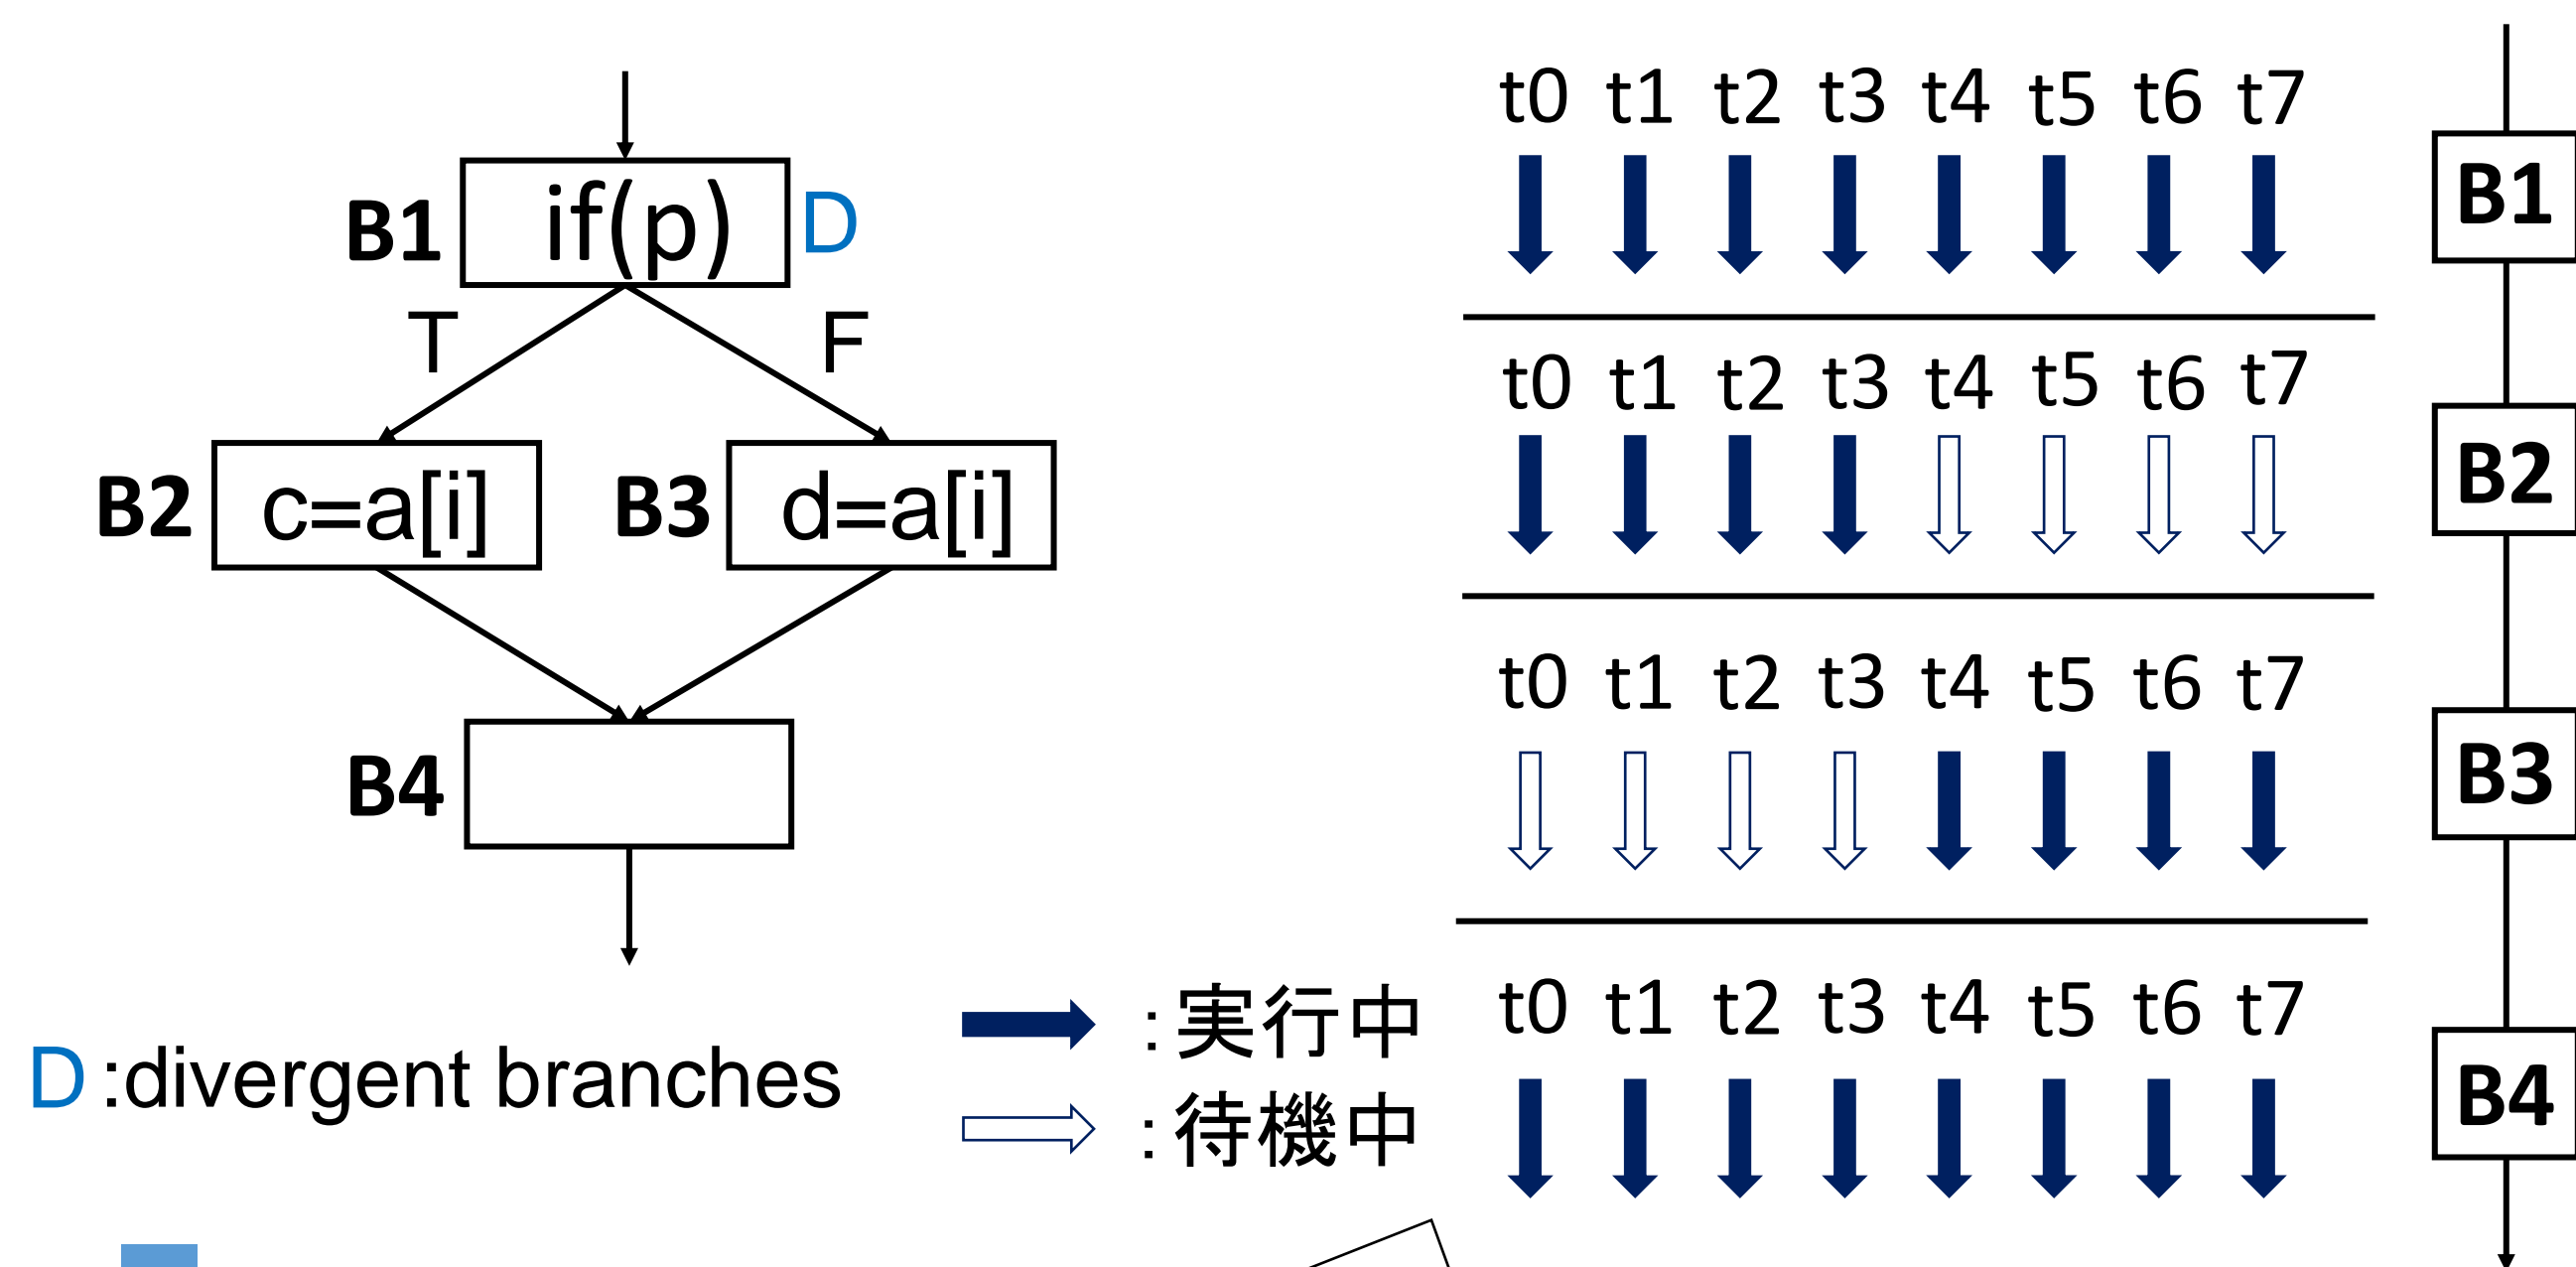 B1 if(p) D
T F
B2 c=a[i] B3 d=a[i]
B4
D :divergent branches
:実行中
:待機中
t0 t1 t2 t3 t4 t5 t6 t7
B1
t0 t1 t2 t3 t4 t5 t6 t7
B2
t0 t1 t2 t3 t4 t5 t6 t7
B3
t0 t1 t2 t3 t4 t5 t6 t7
B4